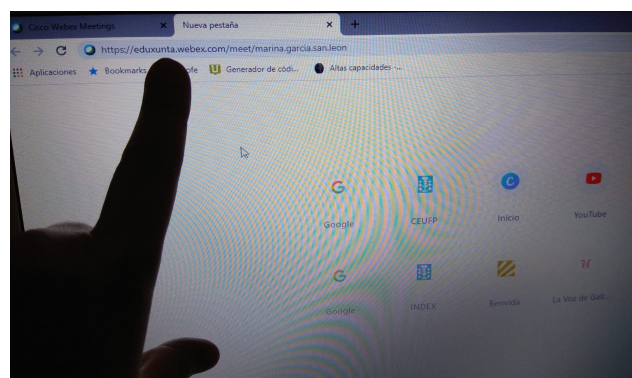 Cisco Webex Meetings × Nueva pestaña × +
https://eduxunta.webex.com/meet/marina.garcia.san.leon
Aplicaciones Bookmarks Generador de códi... Altas capacidades -...
Google CEUFP Inicio YouTube
Google INDEX Benvida La Voz de Gali...